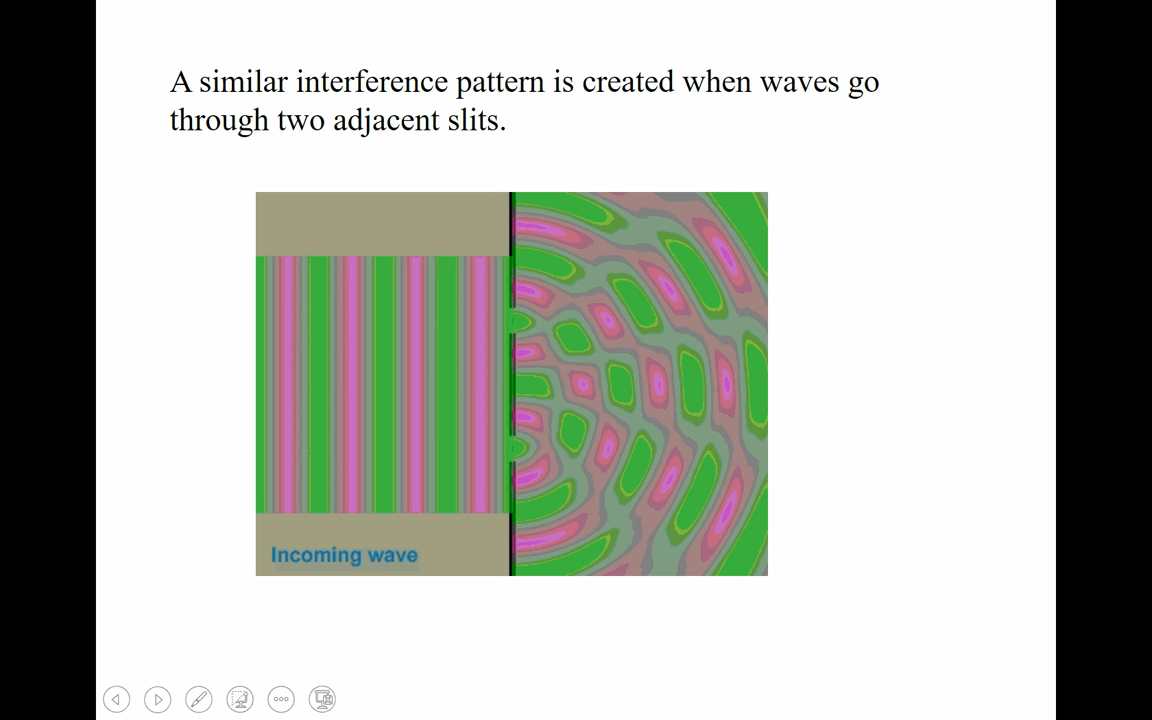 A similar interference pattern is created when waves go
through two adjacent slits.
Incoming wave